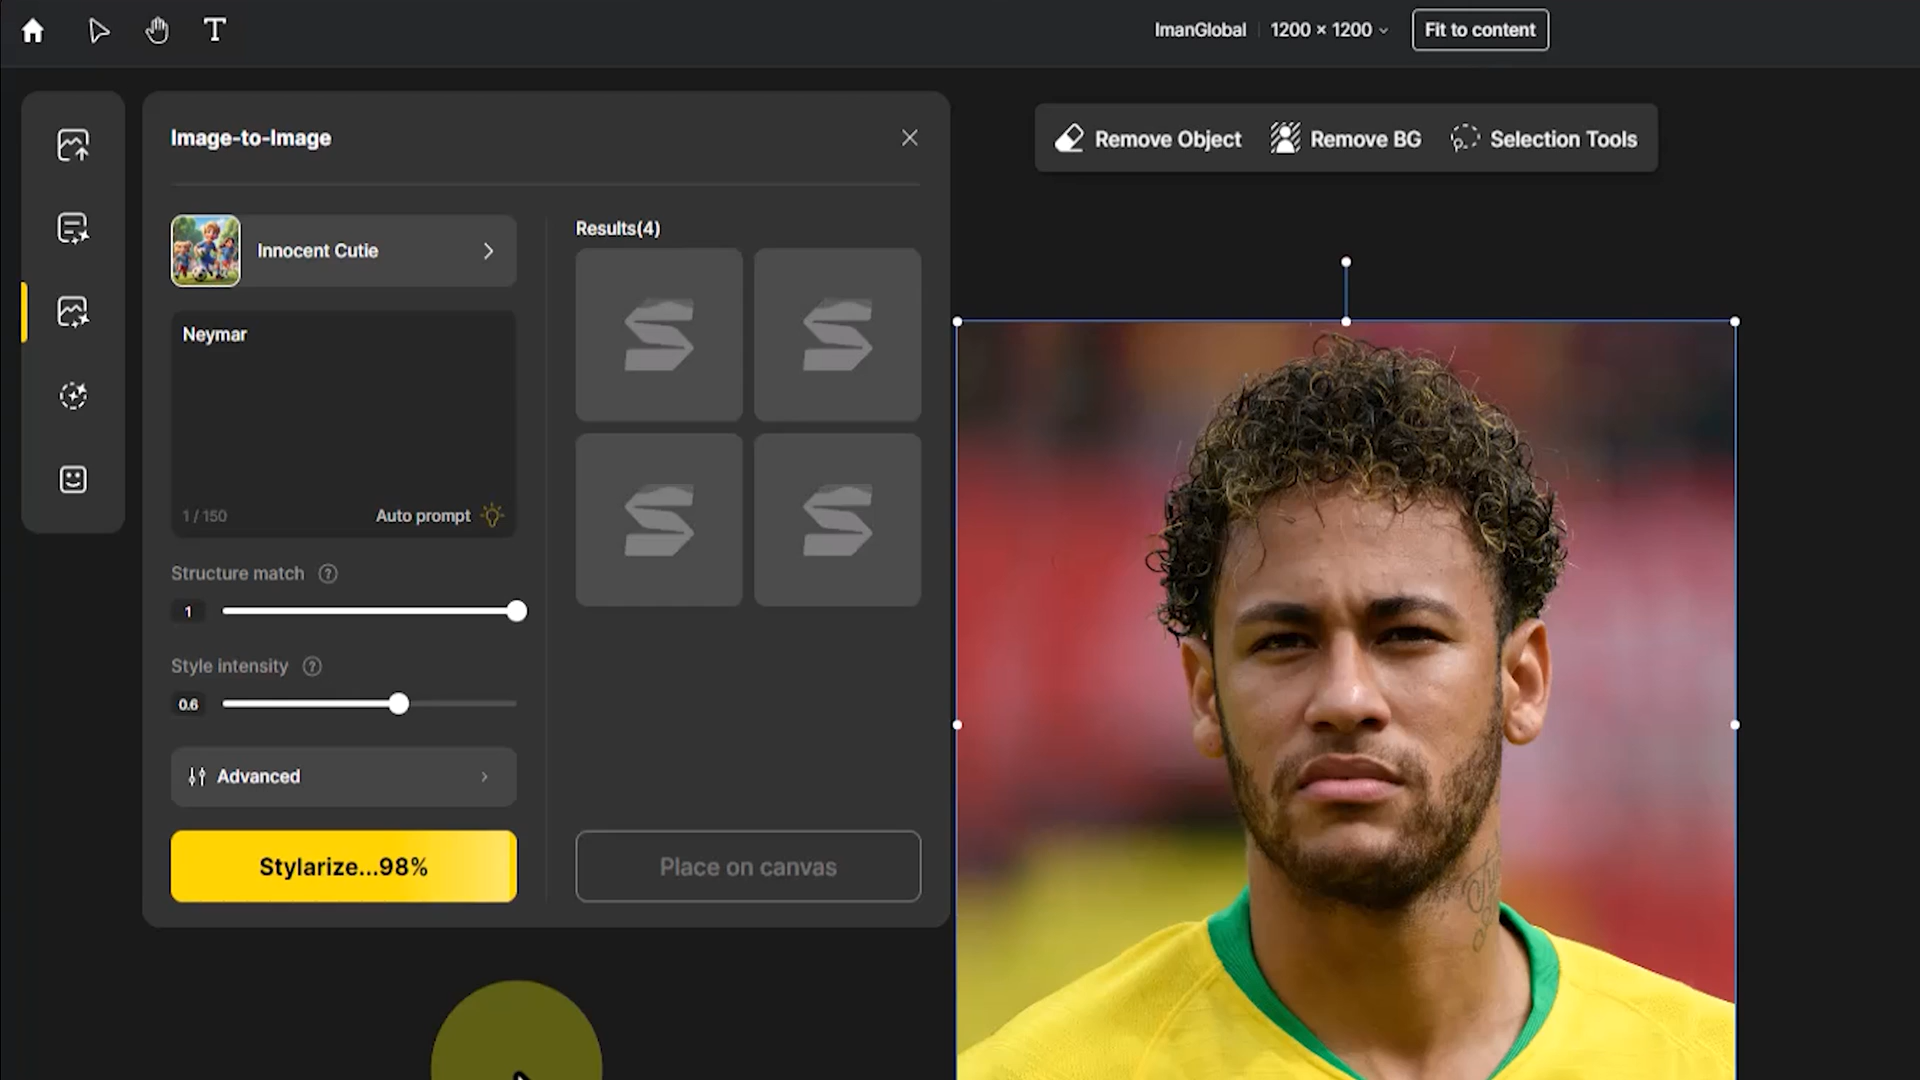 ImanGlobal
1200 × 1200
Fit to content
Image-to-Image
Remove Object
Remove BG
Selection Tools
Innocent Cutie
Results(4)
Neymar
1 / 150
Auto prompt
Structure match
1
Style intensity
0.6
Advanced
Stylarize...98%
Place on canvas